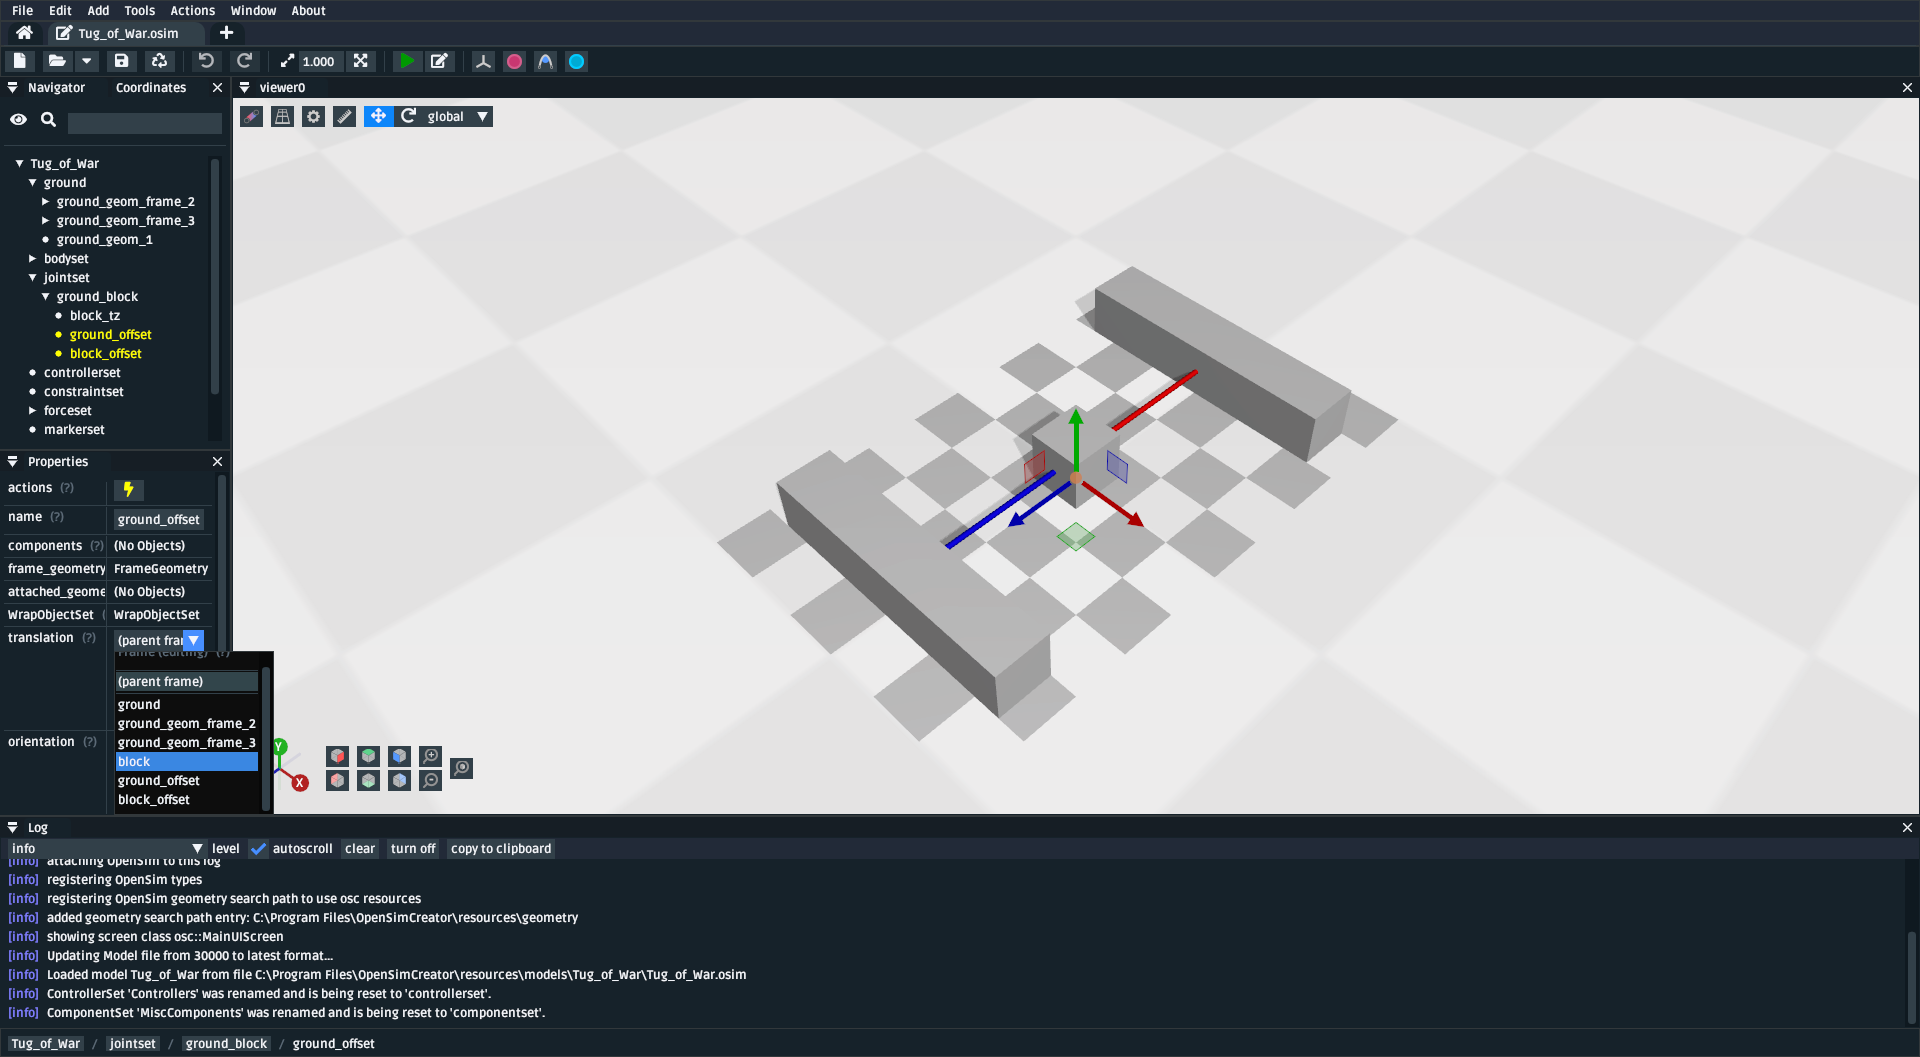 File Edit Add Tools Actions Window About
Tug_of_War.osim
1.000
Navigator Coordinates
viewer0
global
Tug_of_War
ground
ground_geom_frame_2
ground_geom_frame_3
ground_geom_1
bodyset
jointset
ground_block
block_tz
ground_offset
block_offset
controllerset
constraintset
forceset
markerset
Properties
actions (?)
name (?) ground_offset
components (?) (No Objects)
frame_geometry FrameGeometry
attached_geome (No Objects)
WrapObjectSet ( WrapObjectSet
translation (?) (parent frar
Frame (editing) (?)
(parent frame)
ground
ground_geom_frame_2
orientation (?) ground_geom_frame_3
block
ground_offset
block_offset
Y
X
Log
info level autoscroll clear turn off copy to clipboard
[info] attaching OpenSim to this log
[info] registering OpenSim types
[info] registering OpenSim geometry search path to use osc resources
[info] added geometry search path entry: C:\Program Files\OpenSimCreator\resources\geometry
[info] showing screen class osc::MainUIScreen
[info] Updating Model file from 30000 to latest format...
[info] Loaded model Tug_of_War from file C:\Program Files\OpenSimCreator\resources\models\Tug_of_War\Tug_of_War.osim
[info] ControllerSet 'Controllers' was renamed and is being reset to 'controllerset'.
[info] ComponentSet 'MiscComponents' was renamed and is being reset to 'componentset'.
Tug_of_War / jointset / ground_block / ground_offset